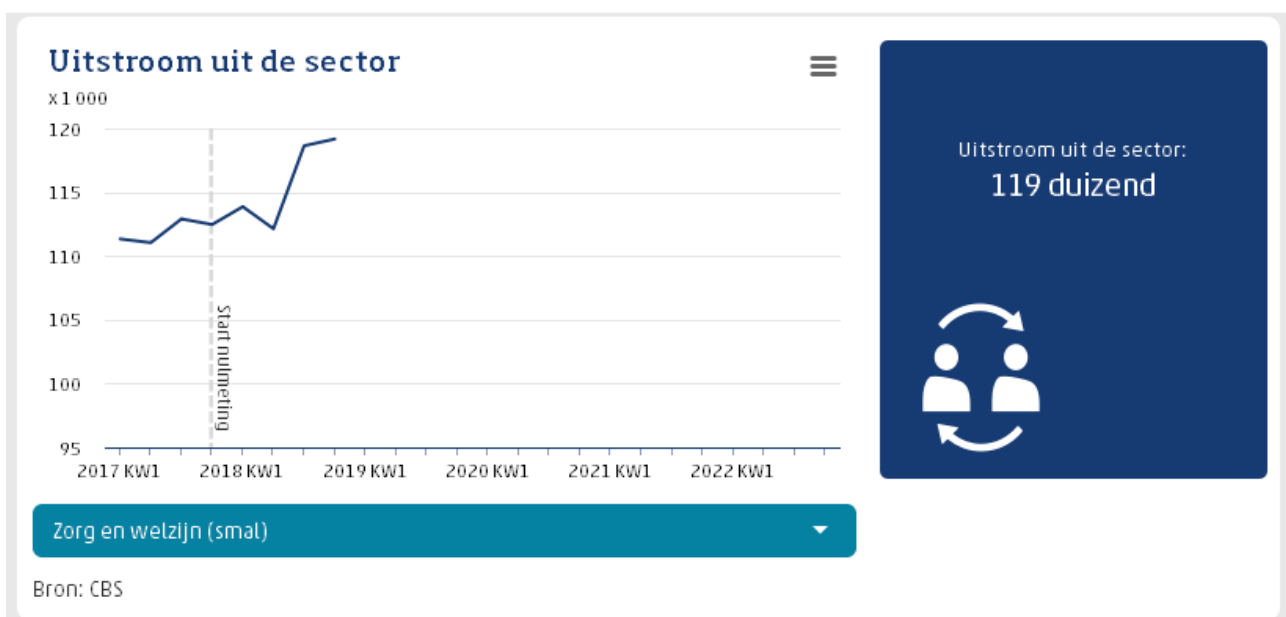 Uitstroom uit de sector
x 1 000
120
115
110
105
100
95
Start nulmeting
2017 KW1 2018 KW1 2019 KW1 2020 KW1 2021 KW1 2022 KW1
Zorg en welzijn (smal)
Bron: CBS
Uitstroom uit de sector:
119 duizend